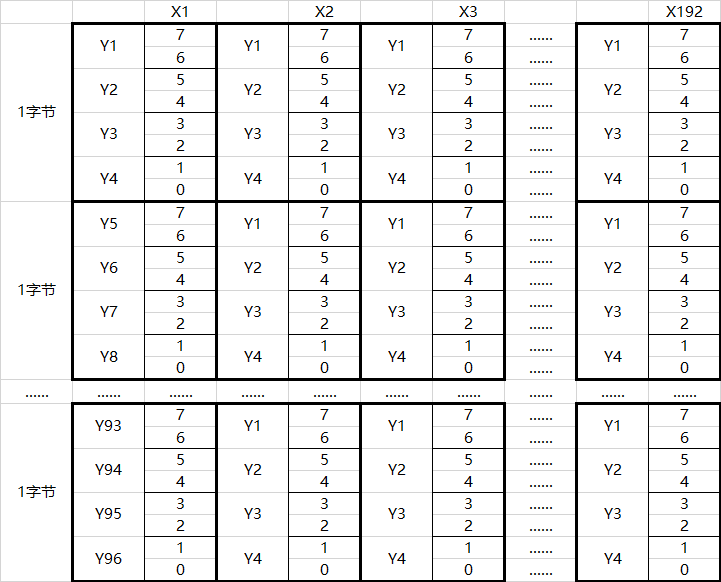 X1 X2 X3 X192
Y1 7 Y1 7 Y1 7 ...... Y1 7
6 6 6 ...... 6
Y2 5 Y2 5 Y2 5 ...... Y2 5
4 4 4 ...... 4
1字节
Y3 3 Y3 3 Y3 3 ...... Y3 3
2 2 2 ...... 2
Y4 1 Y4 1 Y4 1 ...... Y4 1
0 0 0 ...... 0
Y5 7 Y1 7 Y1 7 ...... Y1 7
6 6 6 ...... 6
Y6 5 Y2 5 Y2 5 ...... Y2 5
4 4 4 ...... 4
1字节
Y7 3 Y3 3 Y3 3 ...... Y3 3
2 2 2 ...... 2
Y8 1 Y4 1 Y4 1 ...... Y4 1
0 0 0 ...... 0
...... ...... ...... ...... ...... ...... ...... ...... ...... ......
Y93 7 Y1 7 Y1 7 ...... Y1 7
6 6 6 ...... 6
Y94 5 Y2 5 Y2 5 ...... Y2 5
4 4 4 ...... 4
1字节
Y95 3 Y3 3 Y3 3 ...... Y3 3
2 2 2 ...... 2
Y96 1 Y4 1 Y4 1 ...... Y4 1
0 0 0 ...... 0